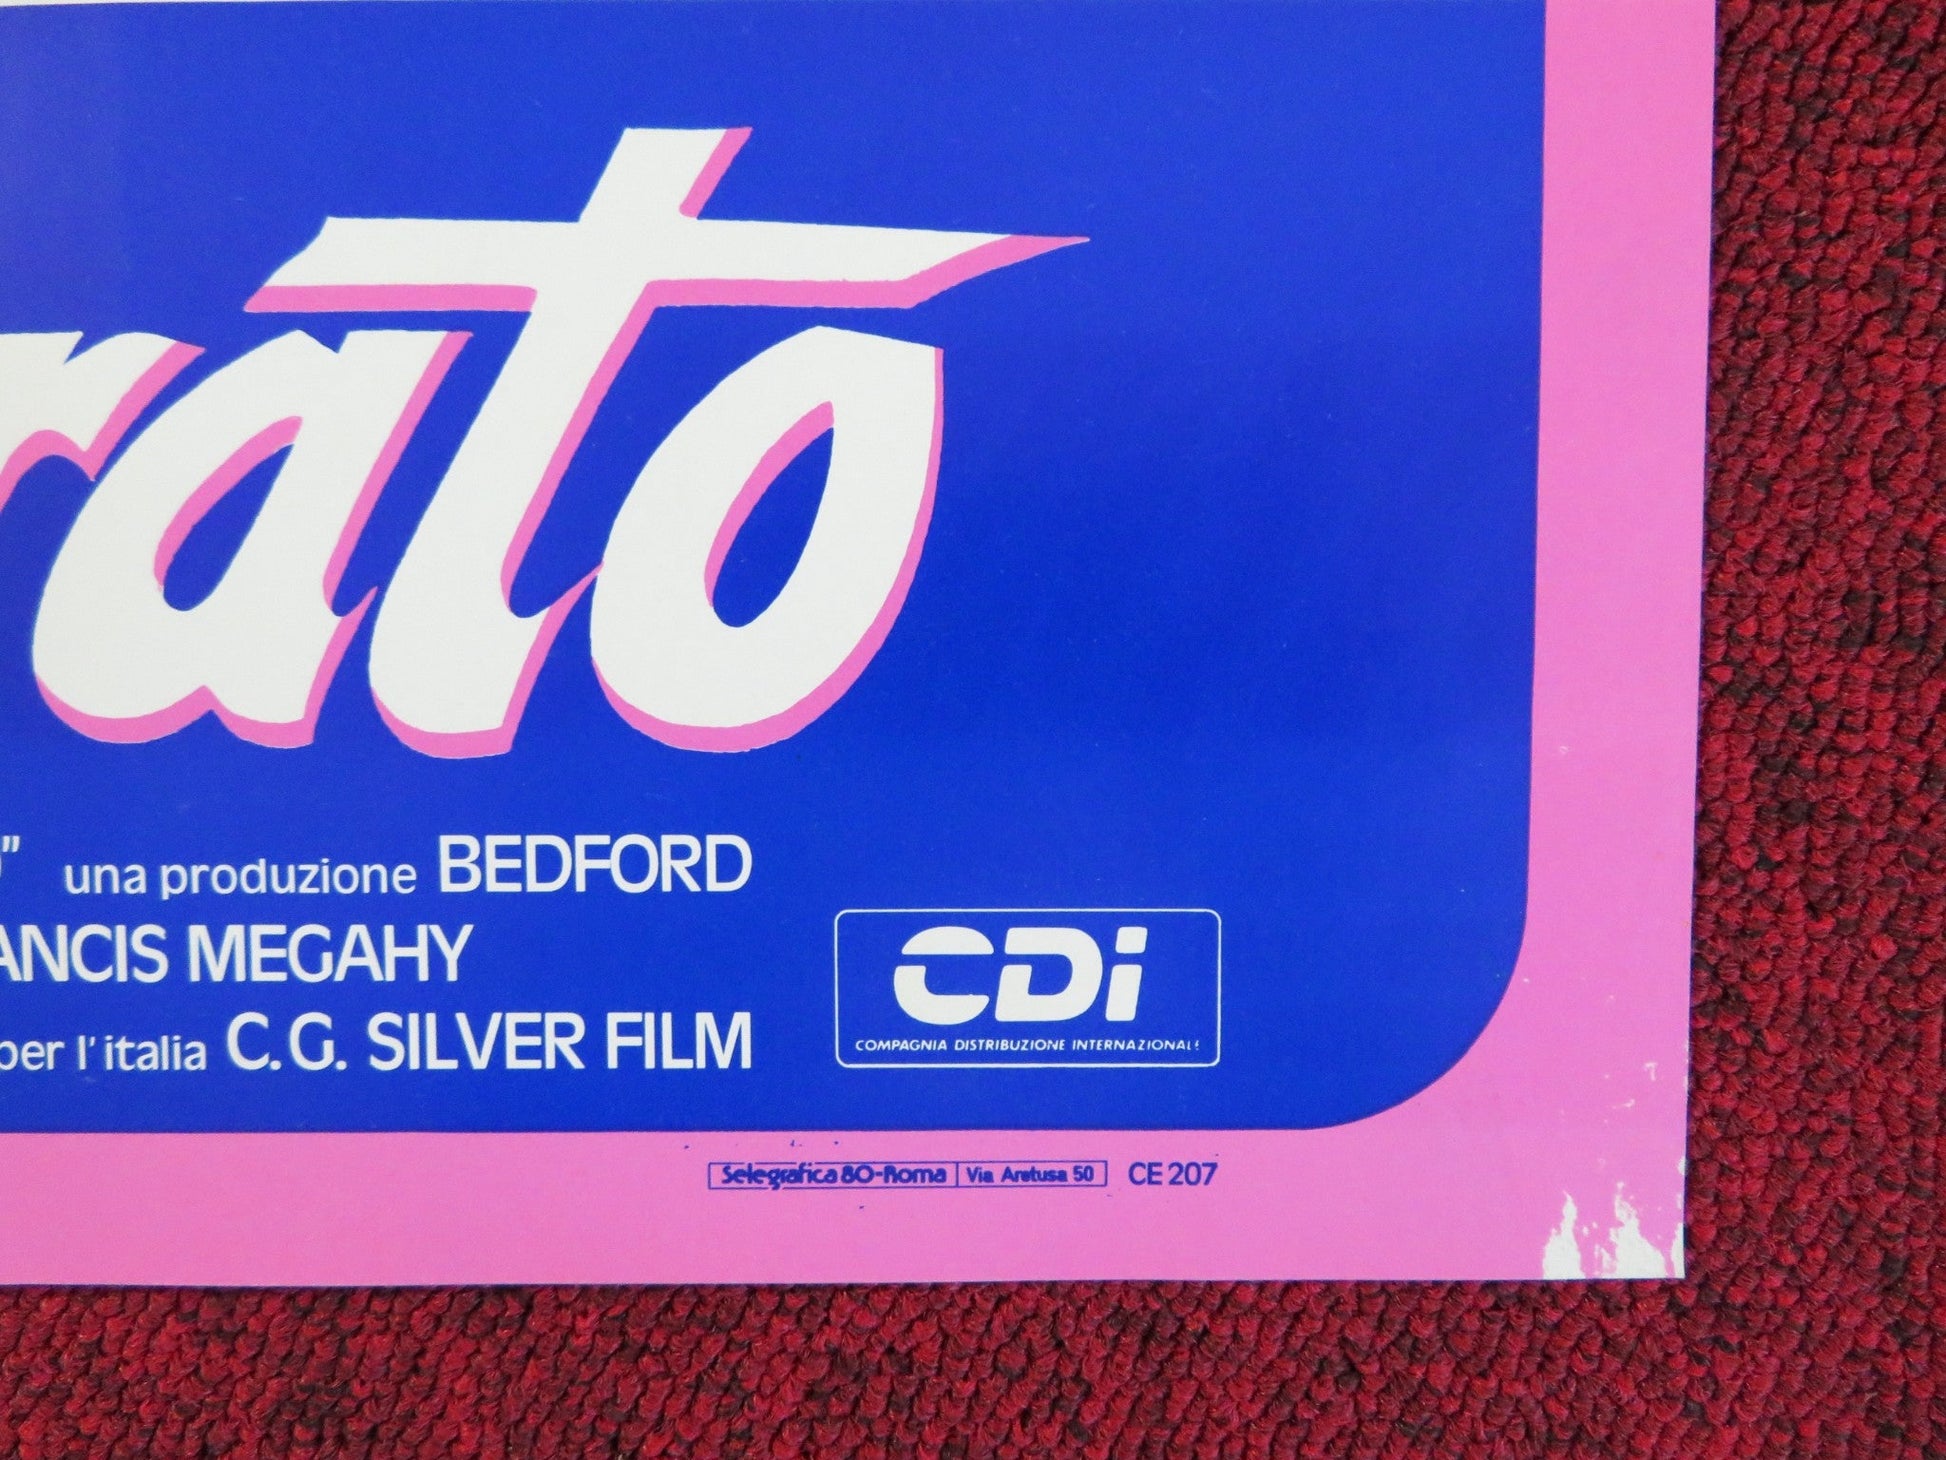 rato
" una produzione BEDFORD
ANCIS MEGAHY
per l'italia C.G. SILVER FILM
CDi
COMPAGNIA DISTRIBUZIONE INTERNAZIONALE
Selegrafica 80-Roma Via Aretusa 50 CE 207